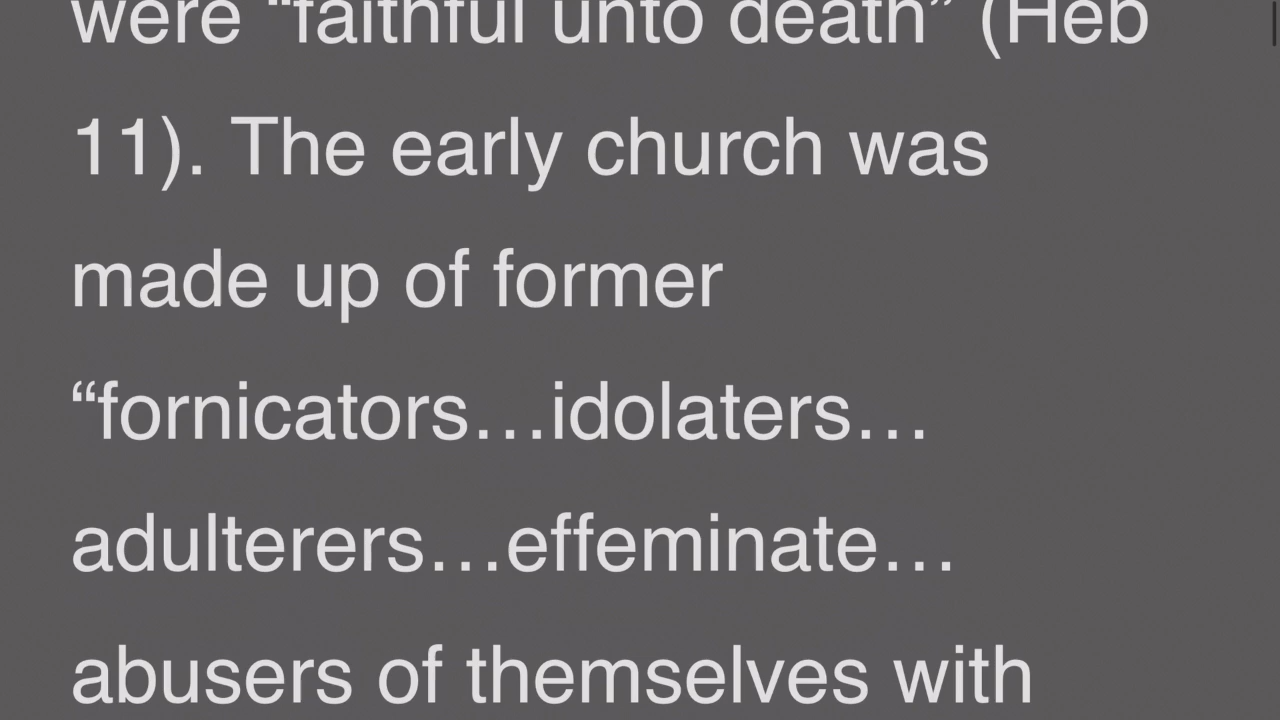 were “faithful unto death” (Heb
11). The early church was
made up of former
“fornicators…idolaters…
adulterers…effeminate…
abusers of themselves with